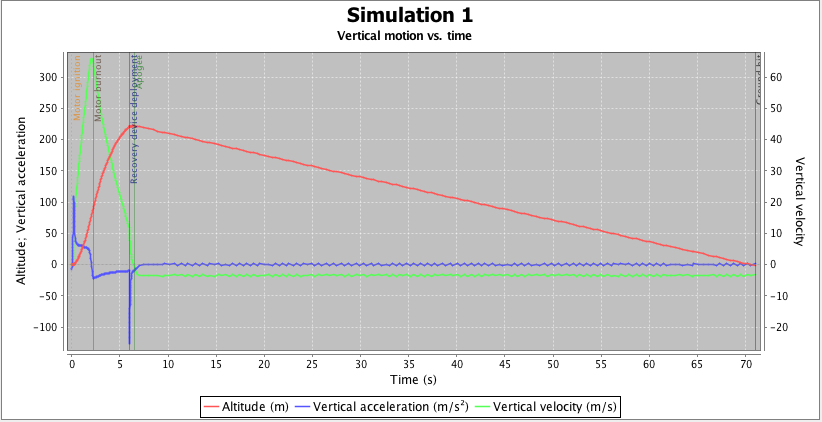 Simulation 1
Vertical motion vs. time
Motor ignition
Motor burnout
Recovery device deployment
Apogee
Altitude; Vertical acceleration
300
250
200
150
100
50
0
−50
−100
60
50
40
30
20
10
0
−10
−20
Vertical velocity
0 5 10 15 20 25 30 35 40 45 50 55 60 65 70
Time (s)
Altitude (m) Vertical acceleration (m/s²) Vertical velocity (m/s)